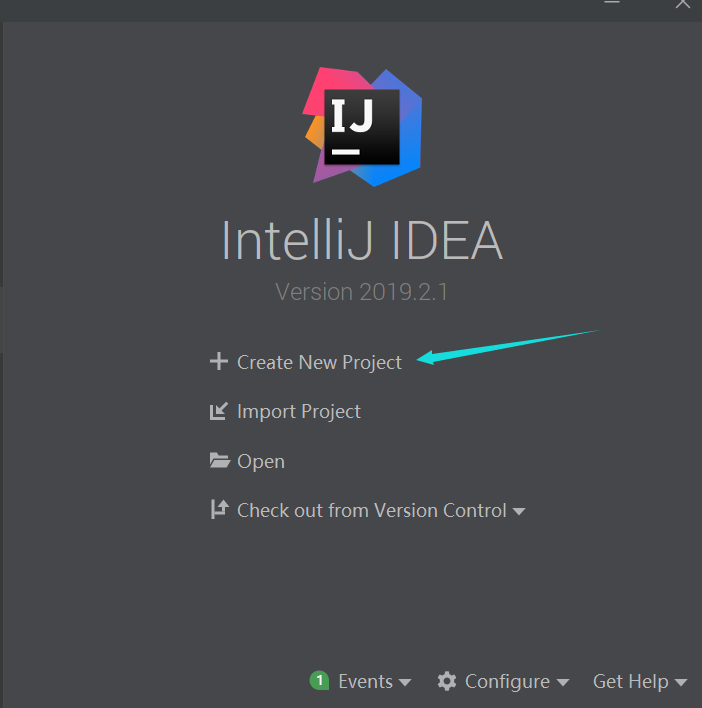 IJ
IntelliJ IDEA
Version 2019.2.1
Create New Project
Import Project
Open
Check out from Version Control
1 Events Configure Get Help